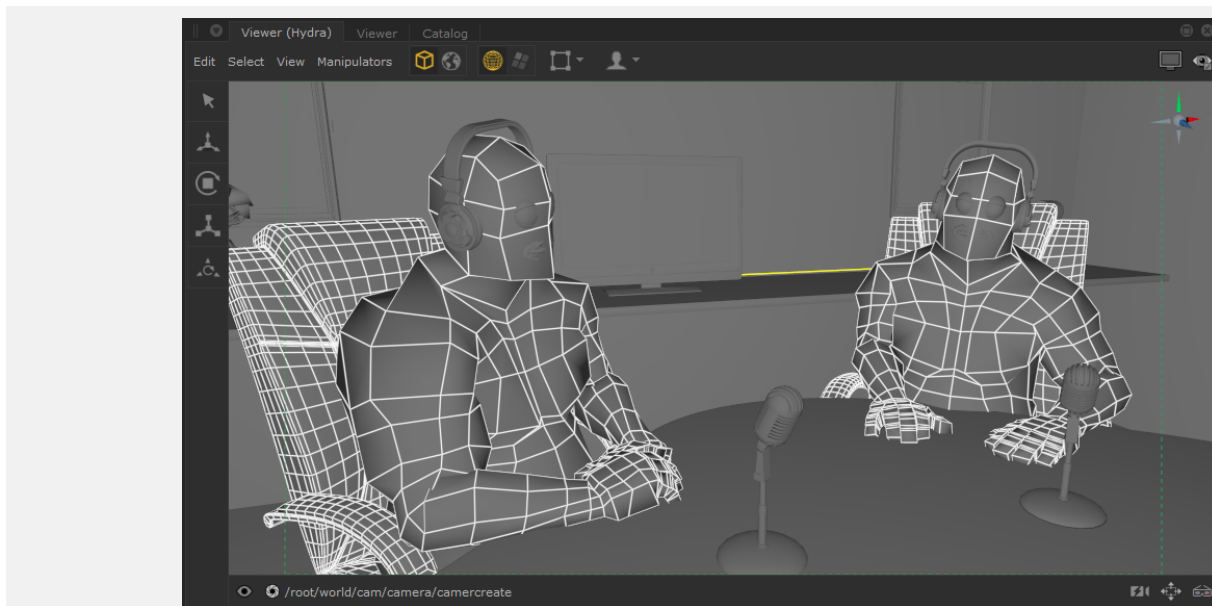 Viewer (Hydra) Viewer Catalog
Edit Select View Manipulators
/root/world/cam/camera/camercreate